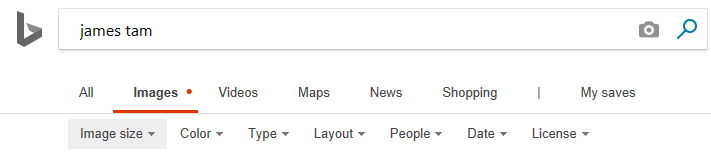 james tam
All Images Videos Maps News Shopping | My saves
Image size Color Type Layout People Date License